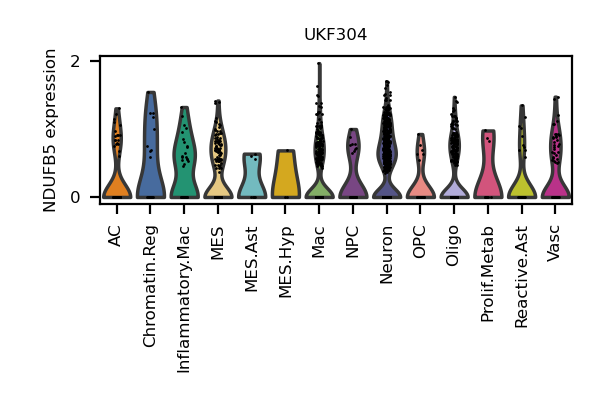 UKF304
NDUFB5 expression
2
0
AC
Chromatin.Reg
Inflammatory.Mac
MES
MES.Ast
MES.Hyp
Mac
NPC
Neuron
OPC
Oligo
Prolif.Metab
Reactive.Ast
Vasc